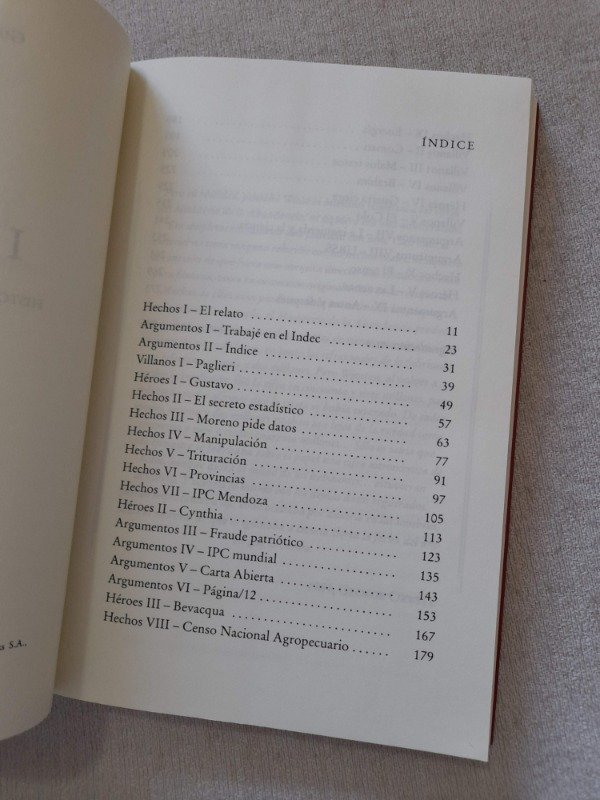 ÍNDICE
Hechos I – El relato .......... 11
Argumentos I – Trabajé en el Indec .......... 23
Argumentos II – Índice .......... 31
Villanos I – Paglieri .......... 39
Héroes I – Gustavo .......... 49
Hechos II – El secreto estadístico .......... 57
Hechos III – Moreno pide datos .......... 63
Hechos IV – Manipulación .......... 77
Hechos V – Trituración .......... 91
Hechos VI – Provincias .......... 97
Hechos VII – IPC Mendoza .......... 105
Héroes II – Cynthia .......... 113
Argumentos III – Fraude patriótico .......... 123
Argumentos IV – IPC mundial .......... 135
Argumentos V – Carta Abierta .......... 143
Argumentos VI – Página/12 .......... 153
Héroes III – Bevacqua .......... 167
Hechos VIII – Censo Nacional Agropecuario ...... 179
S.A.,